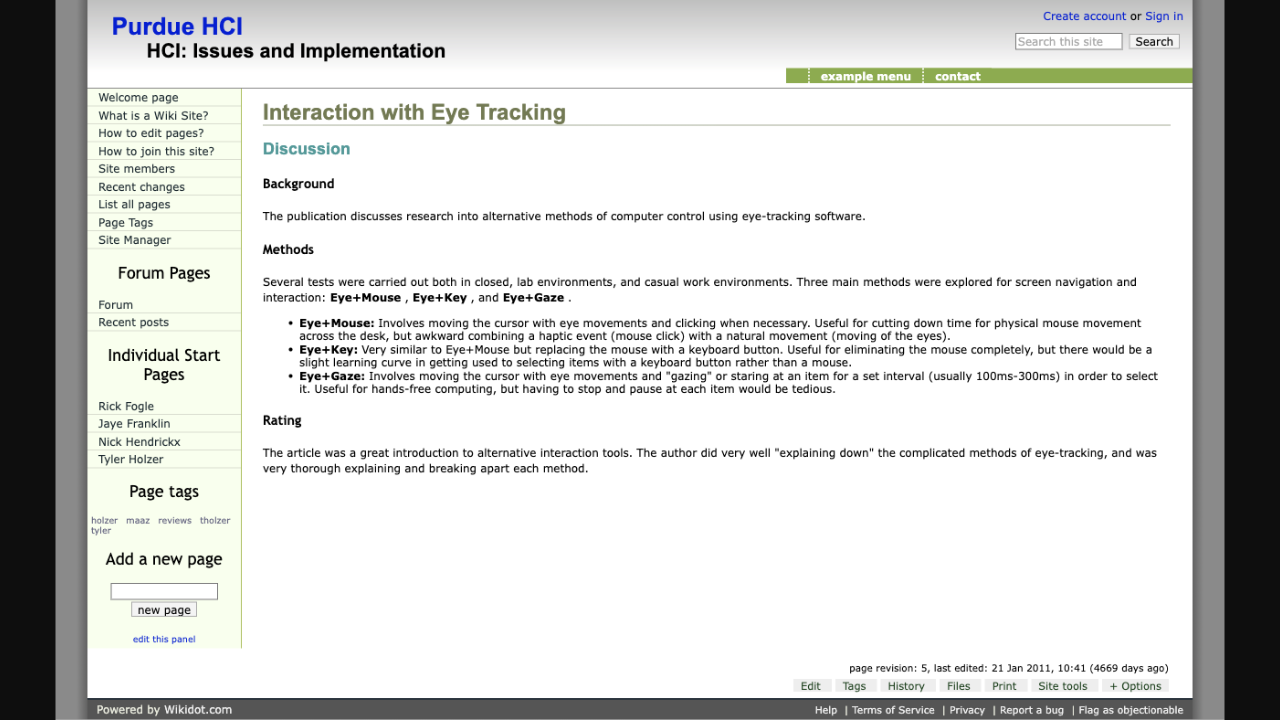 Purdue HCI
HCI: Issues and Implementation
Create account or Sign in
Search this site
Search
example menu
contact
Welcome page
What is a Wiki Site?
How to edit pages?
How to join this site?
Site members
Recent changes
List all pages
Page Tags
Site Manager
Forum Pages
Forum
Recent posts
Individual Start
Pages
Rick Fogle
Jaye Franklin
Nick Hendrickx
Tyler Holzer
Page tags
holzer maaz reviews tholzer
tyler
Add a new page
new page
edit this panel
Interaction with Eye Tracking
Discussion
Background
The publication discusses research into alternative methods of computer control using eye-tracking software.
Methods
Several tests were carried out both in closed, lab environments, and casual work environments. Three main methods were explored for screen navigation and
interaction: Eye+Mouse , Eye+Key , and Eye+Gaze .
• Eye+Mouse: Involves moving the cursor with eye movements and clicking when necessary. Useful for cutting down time for physical mouse movement
across the desk, but awkward combining a haptic event (mouse click) with a natural movement (moving of the eyes).
• Eye+Key: Very similar to Eye+Mouse but replacing the mouse with a keyboard button. Useful for eliminating the mouse completely, but there would be a
slight learning curve in getting used to selecting items with a keyboard button rather than a mouse.
• Eye+Gaze: Involves moving the cursor with eye movements and "gazing" or staring at an item for a set interval (usually 100ms-300ms) in order to select
it. Useful for hands-free computing, but having to stop and pause at each item would be tedious.
Rating
The article was a great introduction to alternative interaction tools. The author did very well "explaining down" the complicated methods of eye-tracking, and was
very thorough explaining and breaking apart each method.
page revision: 5, last edited: 21 Jan 2011, 10:41 (4669 days ago)
Edit Tags History Files Print Site tools + Options
Powered by Wikidot.com
Help | Terms of Service | Privacy | Report a bug | Flag as objectionable